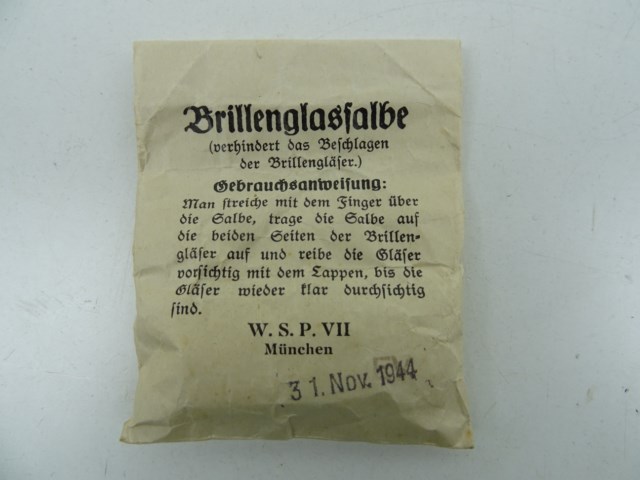 Brillenglasſalbe
(verhindert das Beſchlagen
der Brillengläſer.)
Gebrauchsanweiſung:
Man ſtreiche mit dem Finger über
die Salbe, trage die Salbe auf
die beiden Seiten der Brillen-
gläſer auf und reibe die Gläſer
vorſichtig mit dem Lappen, bis die
Gläſer wieder klar durchſichtig
ſind.
W. S. P. VII
München
31. Nov. 1944